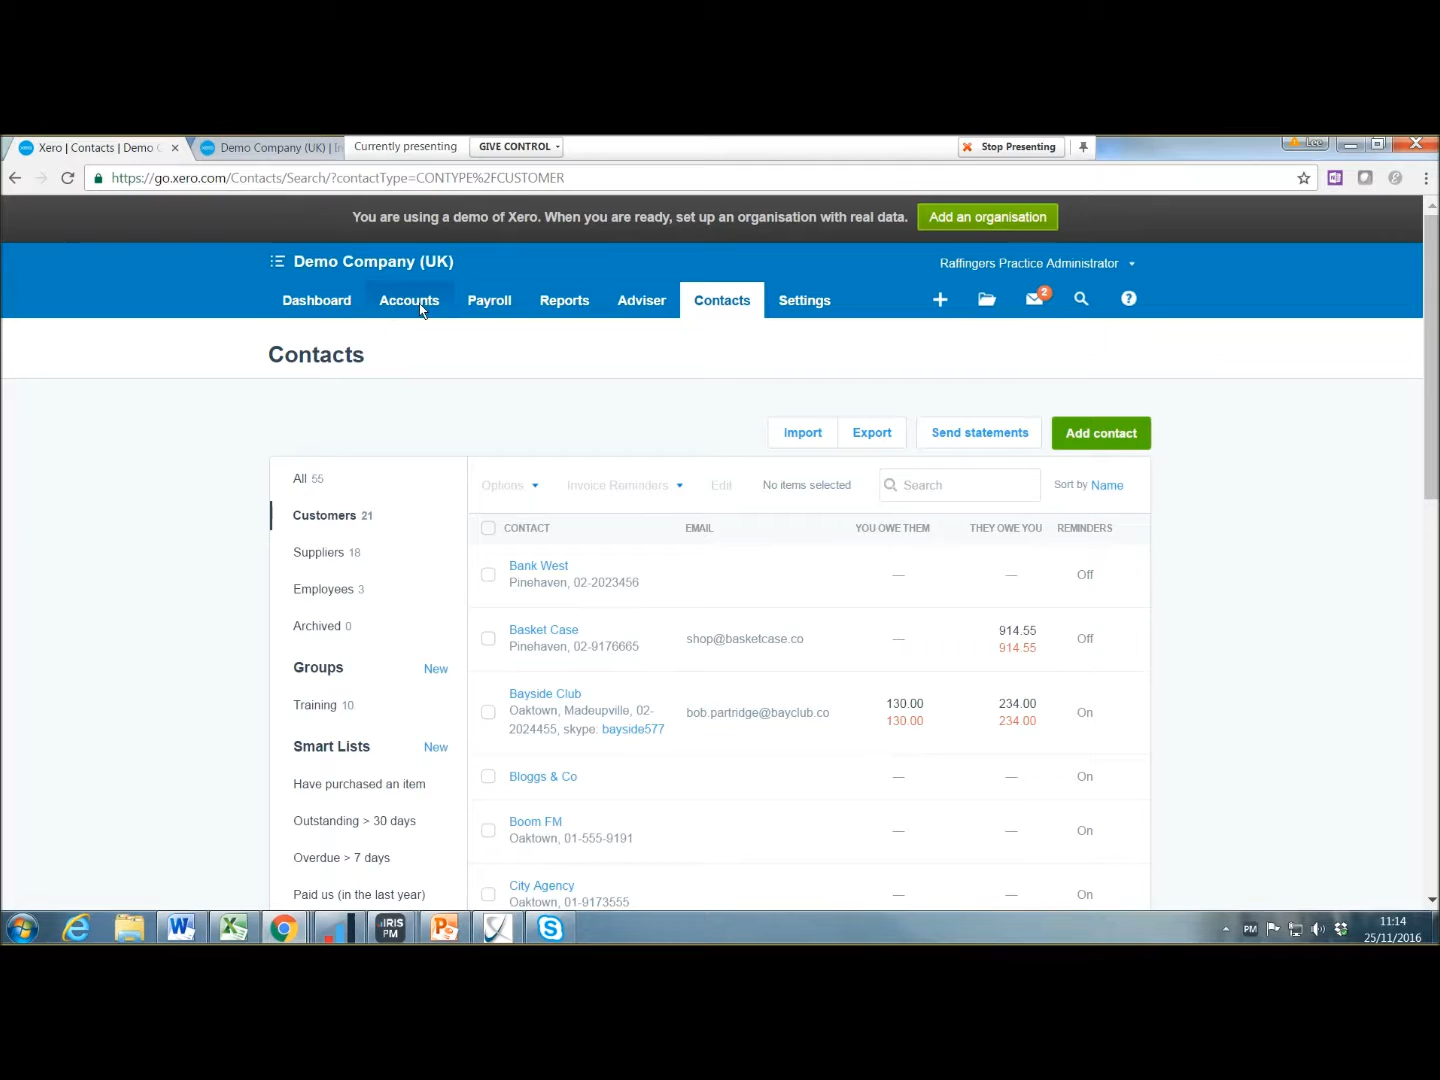 Xero | Contacts | Demo C
Demo Company (UK) | In
Currently presenting
GIVE CONTROL
Stop Presenting
Lee
https://go.xero.com/Contacts/Search/?contactType=CONTYPE%2FCUSTOMER
You are using a demo of Xero. When you are ready, set up an organisation with real data.
Add an organisation
Demo Company (UK)
Raffingers Practice Administrator
Dashboard
Accounts
Payroll
Reports
Adviser
Contacts
Settings
2
Contacts
Import
Export
Send statements
Add contact
All 55
Customers 21
Suppliers 18
Employees 3
Archived 0
Groups
New
Training 10
Smart Lists
New
Have purchased an item
Outstanding > 30 days
Overdue > 7 days
Paid us (in the last year)
Options
Invoice Reminders
Edit
No items selected
Search
Sort by Name
CONTACT EMAIL YOU OWE THEM THEY OWE YOU REMINDERS
Bank West
Pinehaven, 02-2023456
— — Off
Basket Case
Pinehaven, 02-9176665
shop@basketcase.co
—
914.55
914.55
Off
Bayside Club
Oaktown, Madeupville, 02-
2024455, skype: bayside577
bob.partridge@bayclub.co
130.00
130.00
234.00
234.00
On
Bloggs & Co
— — On
Boom FM
Oaktown, 01-555-9191
— — On
City Agency
Oaktown, 01-9173555
— — On
IRIS
PM
PM
11:14
25/11/2016